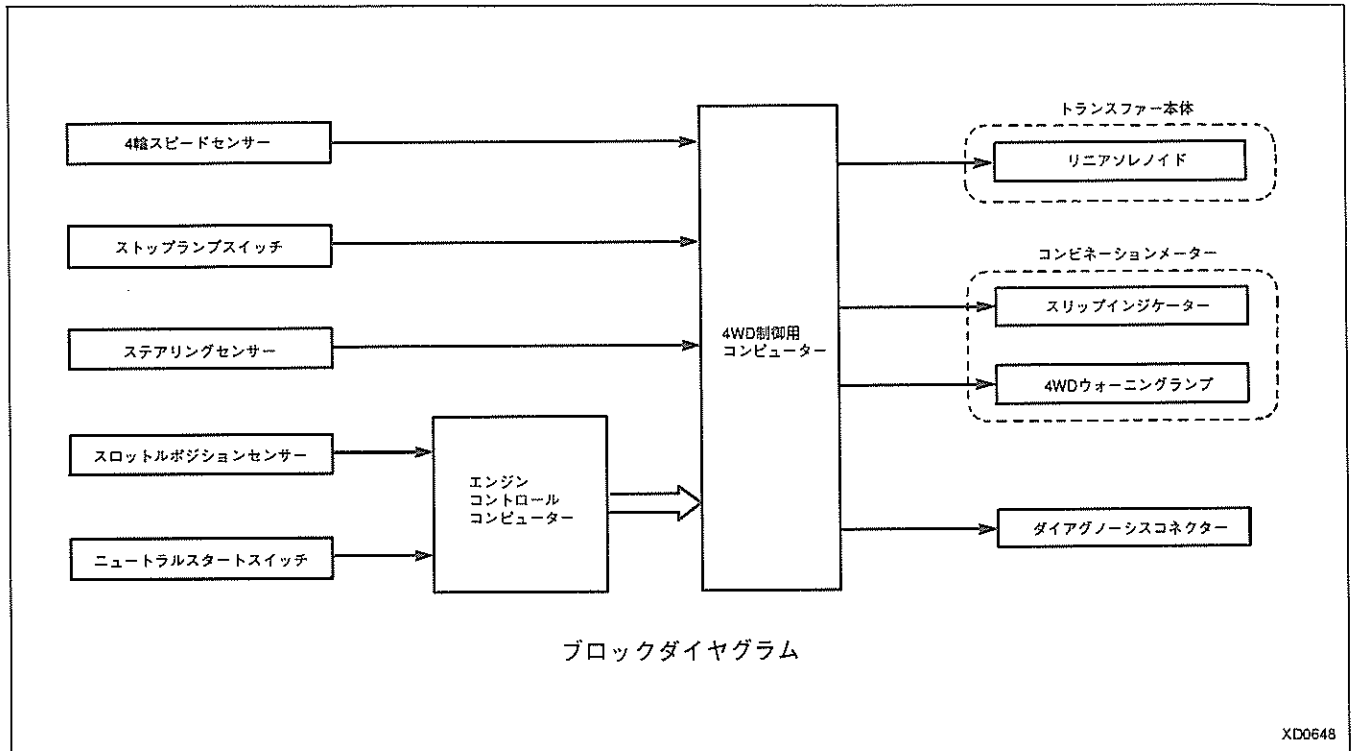 4輪スピードセンサー
ストップランプスイッチ
ステアリングセンサー
スロットルポジションセンサー
ニュートラルスタートスイッチ
エンジン
コントロール
コンピューター
4WD制御用
コンピューター
トランスファー本体
リニアソレノイド
コンビネーションメーター
スリップインジケーター
4WDウォーニングランプ
ダイアグノーシスコネクター
ブロックダイヤグラム
XD0648